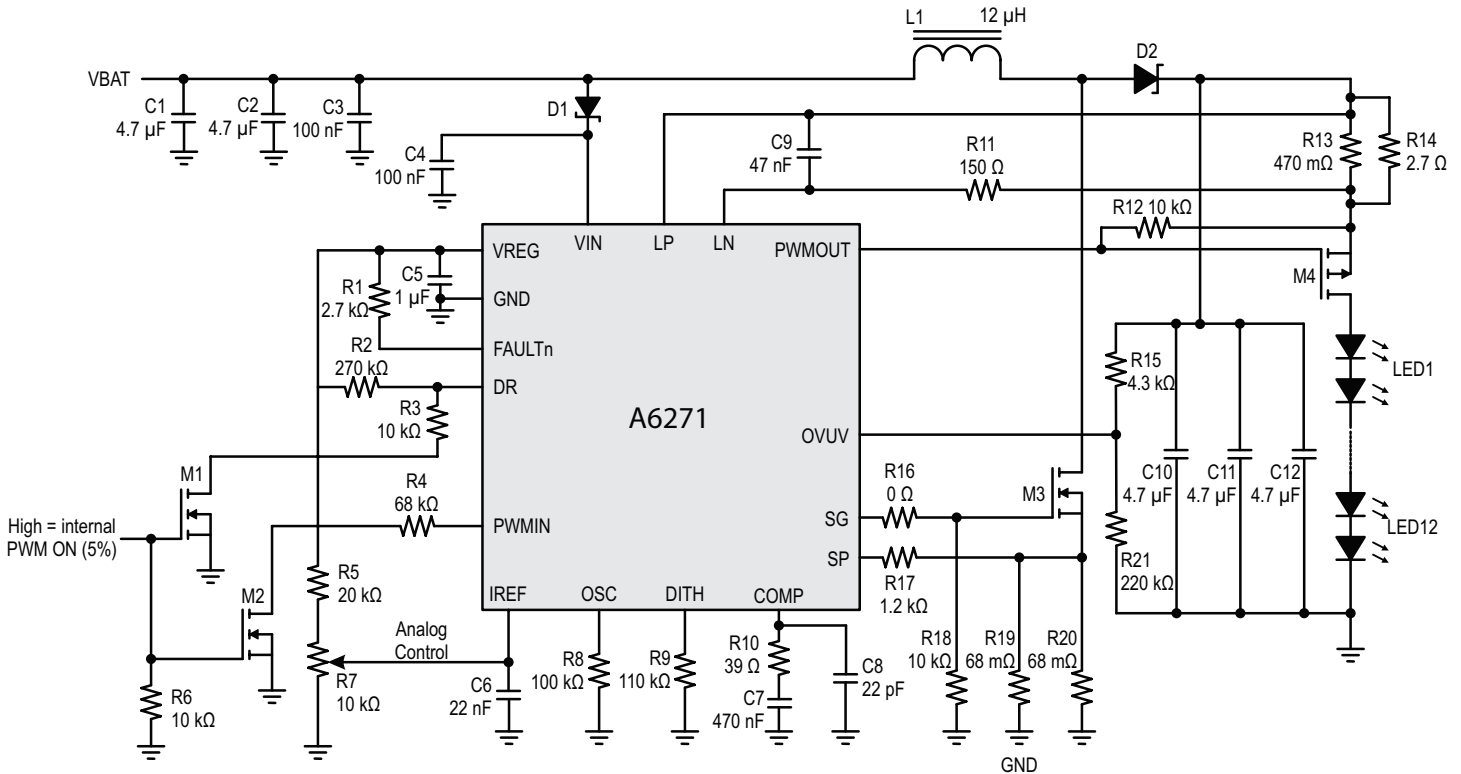 L1
12 µH
D2
VBAT
C1
4.7 µF
C2
4.7 µF
C3
100 nF
D1
C4
100 nF
C9
47 nF
R11
150 Ω
R13
470 mΩ
R14
2.7 Ω
R12 10 kΩ
VIN
LP
LN
VREG
PWMOUT
M4
C5
1 µF
GND
R1
2.7 kΩ
FAULTn
R2
270 kΩ
DR
R3
10 kΩ
A6271
R15
4.3 kΩ
LED1
OVUV
M1
R4
68 kΩ
R16
0 Ω
M3
C10
4.7 µF
C11
4.7 µF
C12
4.7 µF
High = internal
PWM ON (5%)
PWMIN
SG
LED12
SP
R17
1.2 kΩ
R21
220 kΩ
M2
R5
20 kΩ
IREF
OSC
DITH
COMP
Analog
Control
R6
10 kΩ
R7
10 kΩ
C6
22 nF
R8
100 kΩ
R9
110 kΩ
R10
39 Ω
C7
470 nF
C8
22 pF
R18
10 kΩ
R19
68 mΩ
R20
68 mΩ
GND